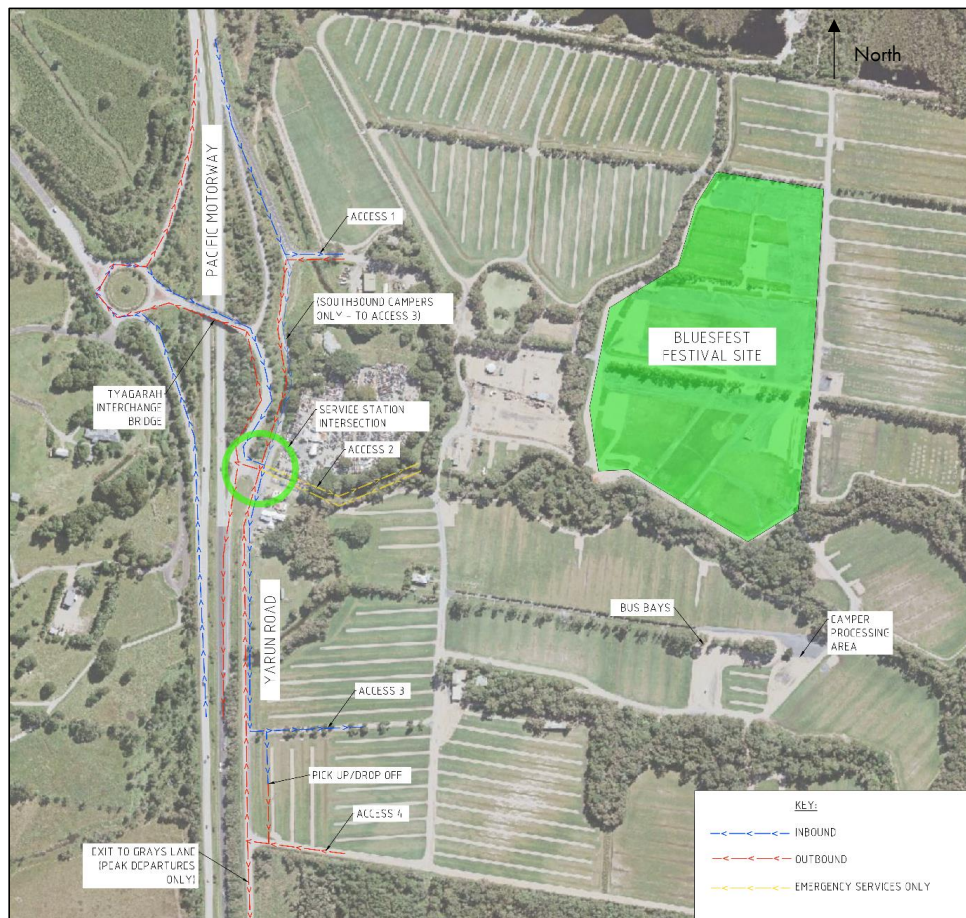 North
PACIFIC MOTORWAY
ACCESS 1
(SOUTHBOUND CAMPERS
ONLY - TO ACCESS 3)
BLUESFEST
FESTIVAL SITE
TYAGARAH
INTERCHANGE
BRIDGE
SERVICE STATION
INTERSECTION
ACCESS 2
YARUN ROAD
BUS BAYS
CAMPER
PROCESSING
AREA
ACCESS 3
PICK UP/DROP OFF
ACCESS 4
EXIT TO GRAYS LANE
(PEAK DEPARTURES
ONLY)
KEY:
INBOUND
OUTBOUND
EMERGENCY SERVICES ONLY